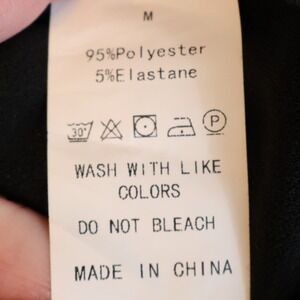 M
95%Polyester
5%Elastane
30°
P
WASH WITH LIKE
COLORS
DO NOT BLEACH
MADE IN CHINA